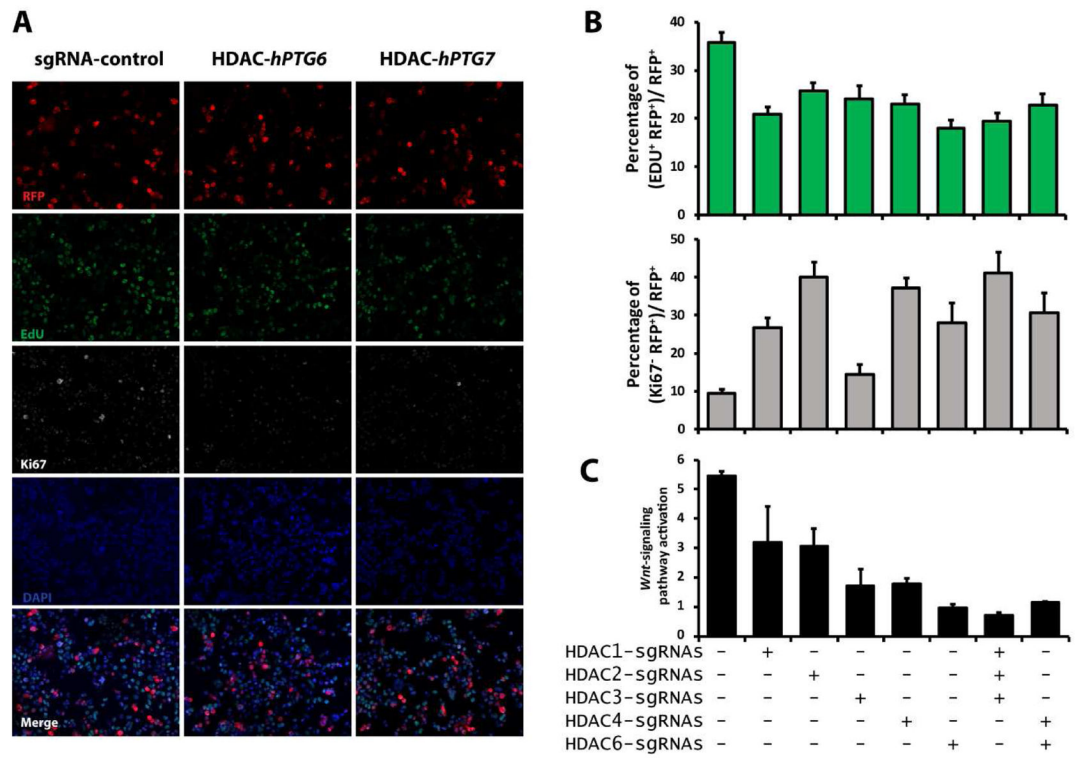 A
sgRNA-control HDAC-hPTG6 HDAC-hPTG7
RFP
EdU
Ki67
DAPI
Merge
B
Percentage of
(EDU⁺ RFP⁺)/ RFP⁺
40
30
20
10
0
Percentage of
(Ki67⁻ RFP⁺)/ RFP⁺
50
40
30
20
10
0
C
Wnt-signaling
pathway activation
6
5
4
3
2
1
0
HDAC1-sgRNAs - + - - - - + -
HDAC2-sgRNAs - - + - - - + -
HDAC3-sgRNAs - - - + - - + -
HDAC4-sgRNAs - - - - + - - +
HDAC6-sgRNAs - - - - - + - +